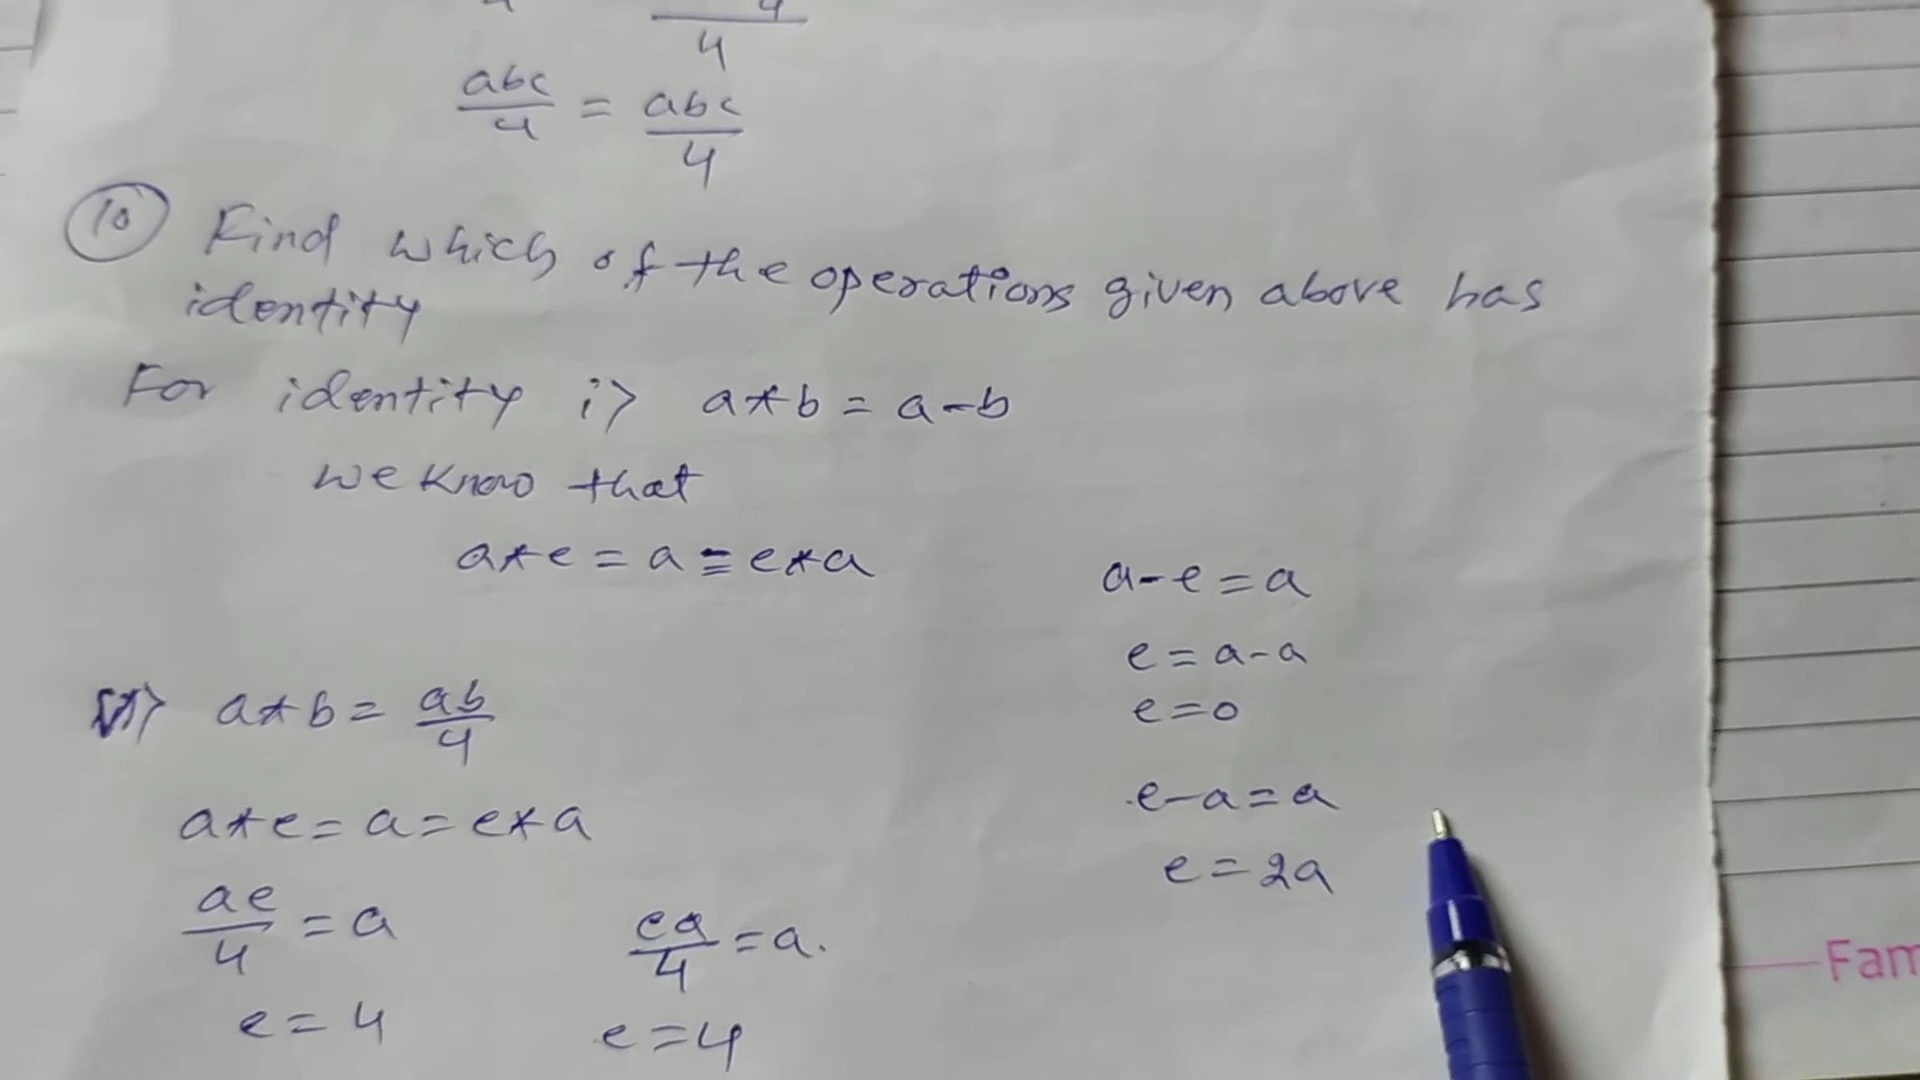 4
abc/4 = abc/4
10 Find which of the operations given above has
identity
For identity i> a*b = a-b
we know that
a*e = a = e*a
a-e=a
e=a-a
e=0
e-a=a
e=2a
a*b= ab/4
a*e=a=e*a
ae/4 = a
ea/4 = a.
e=4
e=4
Fam